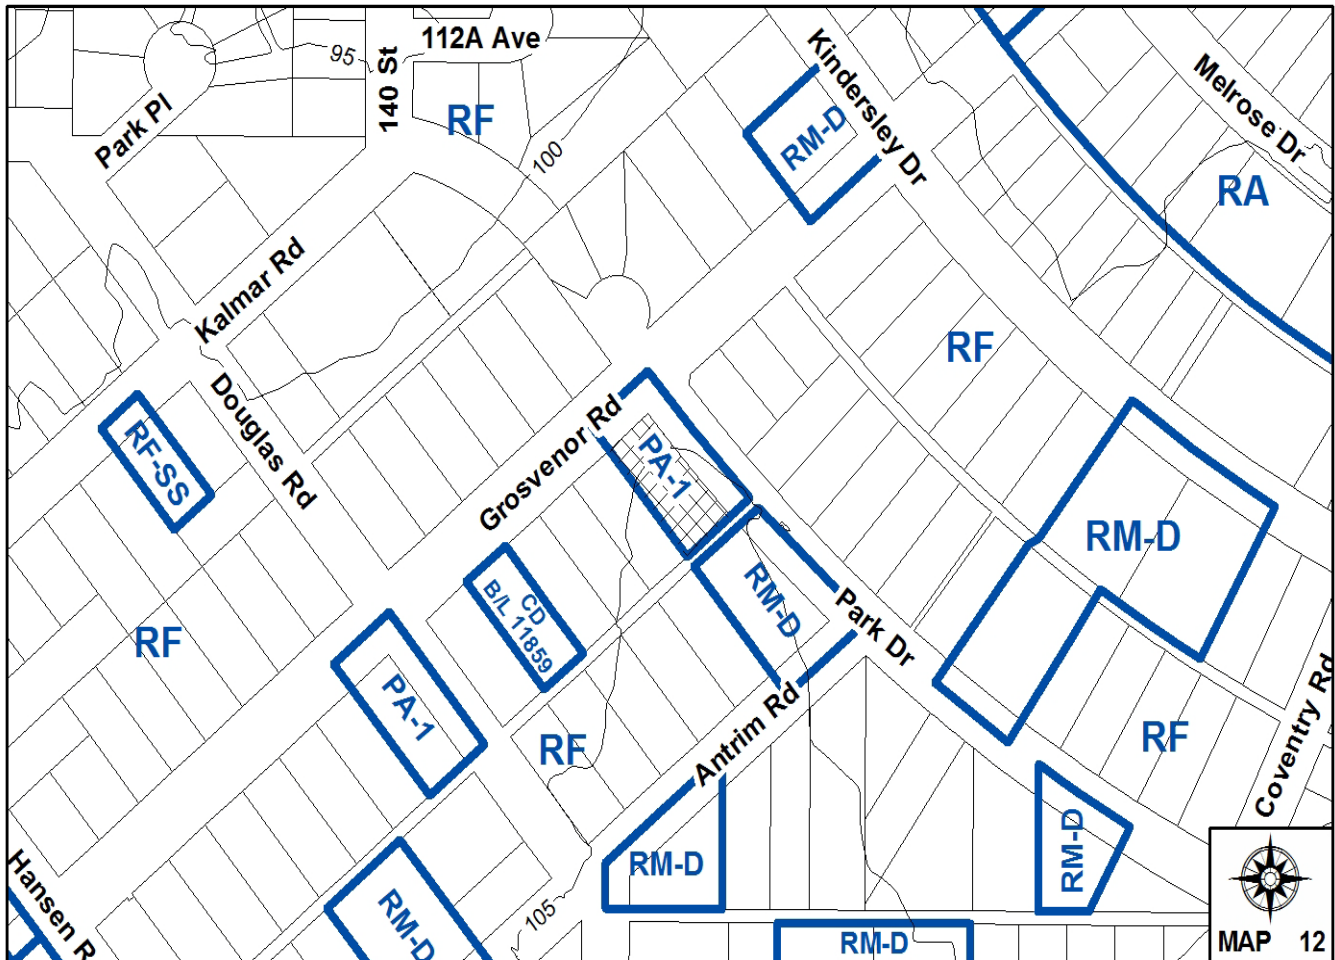 112A Ave
95
140 St
Kindersley Dr
Melrose Dr
Park Pl
RF
RM-D
100
RA
Kalmar Rd
RF
Douglas Rd
Grosvenor Rd
RF-SS
PA-1
RM-D
CD
B/L 11859
RM-D
Park Dr
RF
PA-1
RF
Antrim Rd
RF
Coventry Rd
RM-D
RM-D
Hansen R
RM-D
105
RM-D
MAP 12